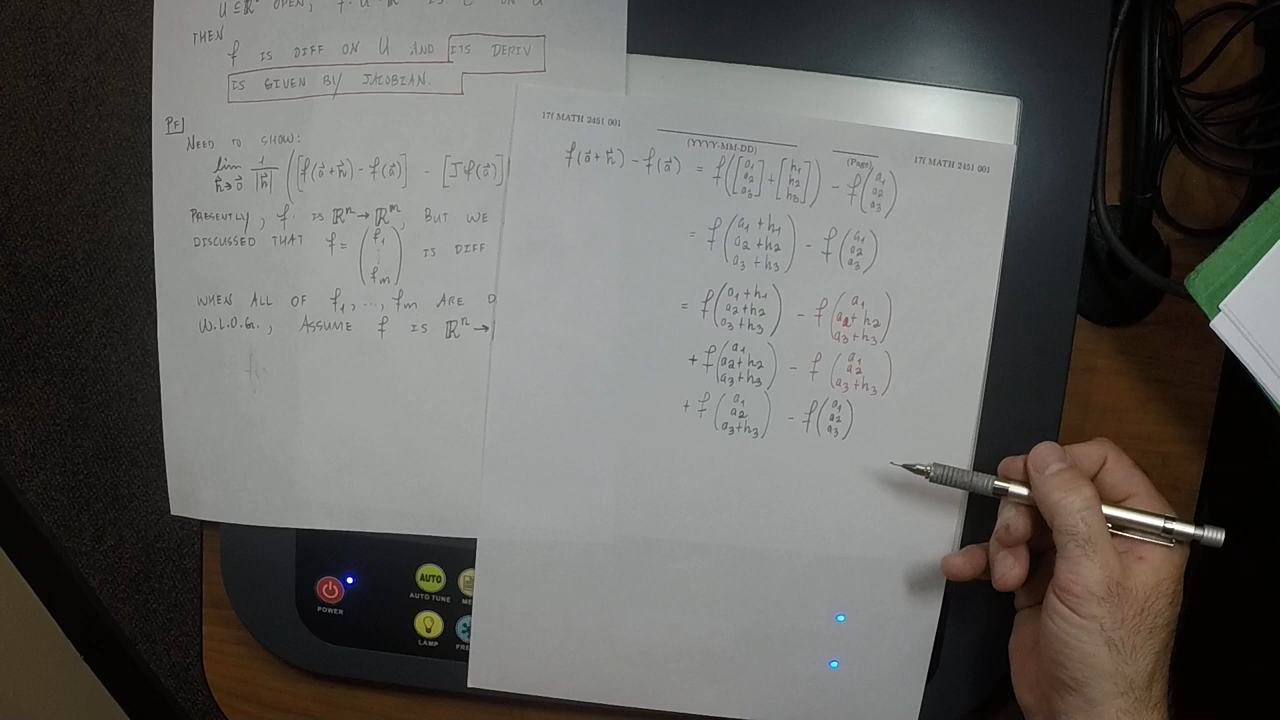 U ⊆ ℝ OPEN, f: U IS C ON U
THEN
f IS DIFF ON U AND ITS DERIV
IS GIVEN BY JACOBIAN.
PF
NEED TO SHOW:
lim h⃗→0⃗ 1/|h⃗| ([f(a⃗+h⃗) - f(a⃗)] - [Jf(a⃗)]
PRESENTLY, f IS ℝⁿ→ℝᵐ, BUT WE
DISCUSSED THAT f = (f₁ ⋮ fₘ) IS DIFF
WHEN ALL OF f₁, ..., fₘ ARE D
W.L.O.G., ASSUME f IS ℝⁿ →
17f MATH 2451 001
(YYYY-MM-DD)
(Page)
17f MATH 2451 001
f(a⃗+h⃗) - f(a⃗) = f([a₁ a₂ a₃] + [h₁ h₂ h₃]) - f(a₁ a₂ a₃)
= f(a₁+h₁ a₂+h₂ a₃+h₃) - f(a₁ a₂ a₃)
= f(a₁+h₁ a₂+h₂ a₃+h₃) - f(a₁ a₂+h₂ a₃+h₃)
+ f(a₁ a₂+h₂ a₃+h₃) - f(a₁ a₂ a₃+h₃)
+ f(a₁ a₂ a₃+h₃) - f(a₁ a₂ a₃)
POWER
AUTO
AUTO TUNE
LAMP
ME
FRE